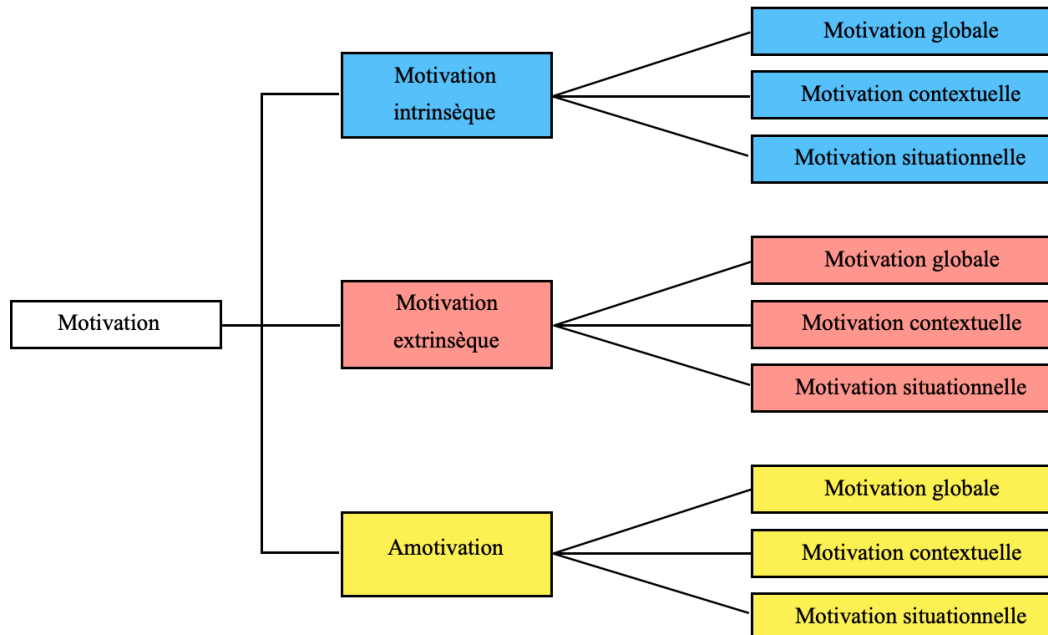 Motivation globale
Motivation
intrinsèque
Motivation contextuelle
Motivation situationnelle
Motivation globale
Motivation
Motivation
extrinsèque
Motivation contextuelle
Motivation situationnelle
Motivation globale
Amotivation
Motivation contextuelle
Motivation situationnelle